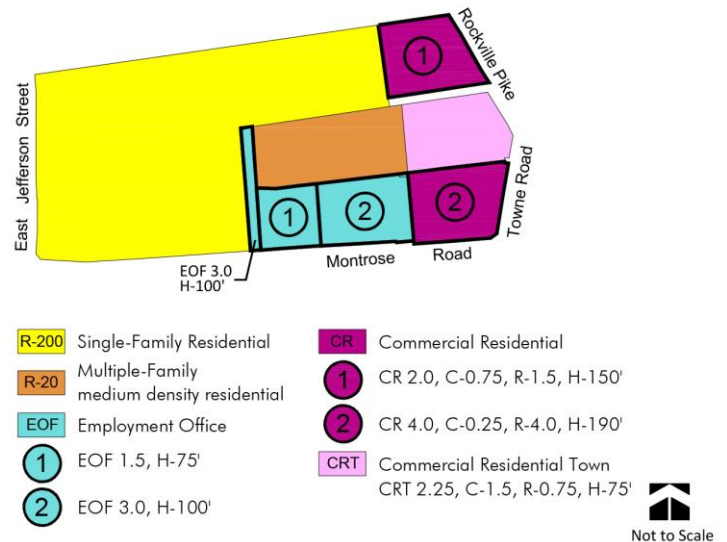 1
Rockville Pike
East Jefferson Street
Towne Road
1
2
2
EOF 3.0
H-100'
Montrose Road
R-200 Single-Family Residential
R-20 Multiple-Family
medium density residential
EOF Employment Office
1 EOF 1.5, H-75'
2 EOF 3.0, H-100'
CR Commercial Residential
1 CR 2.0, C-0.75, R-1.5, H-150'
2 CR 4.0, C-0.25, R-4.0, H-190'
CRT Commercial Residential Town
CRT 2.25, C-1.5, R-0.75, H-75'
Not to Scale